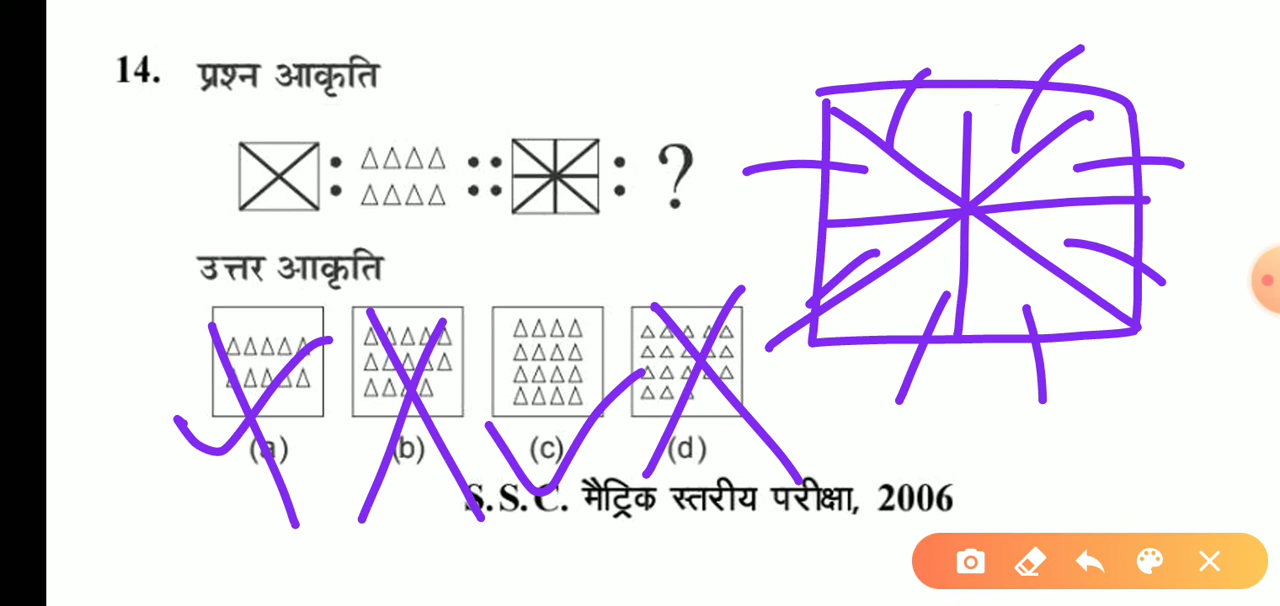 14. प्रश्न आकृति
?
उत्तर आकृति
(a) (b) (c) (d)
S.S.C. मैट्रिक स्तरीय परीक्षा, 2006